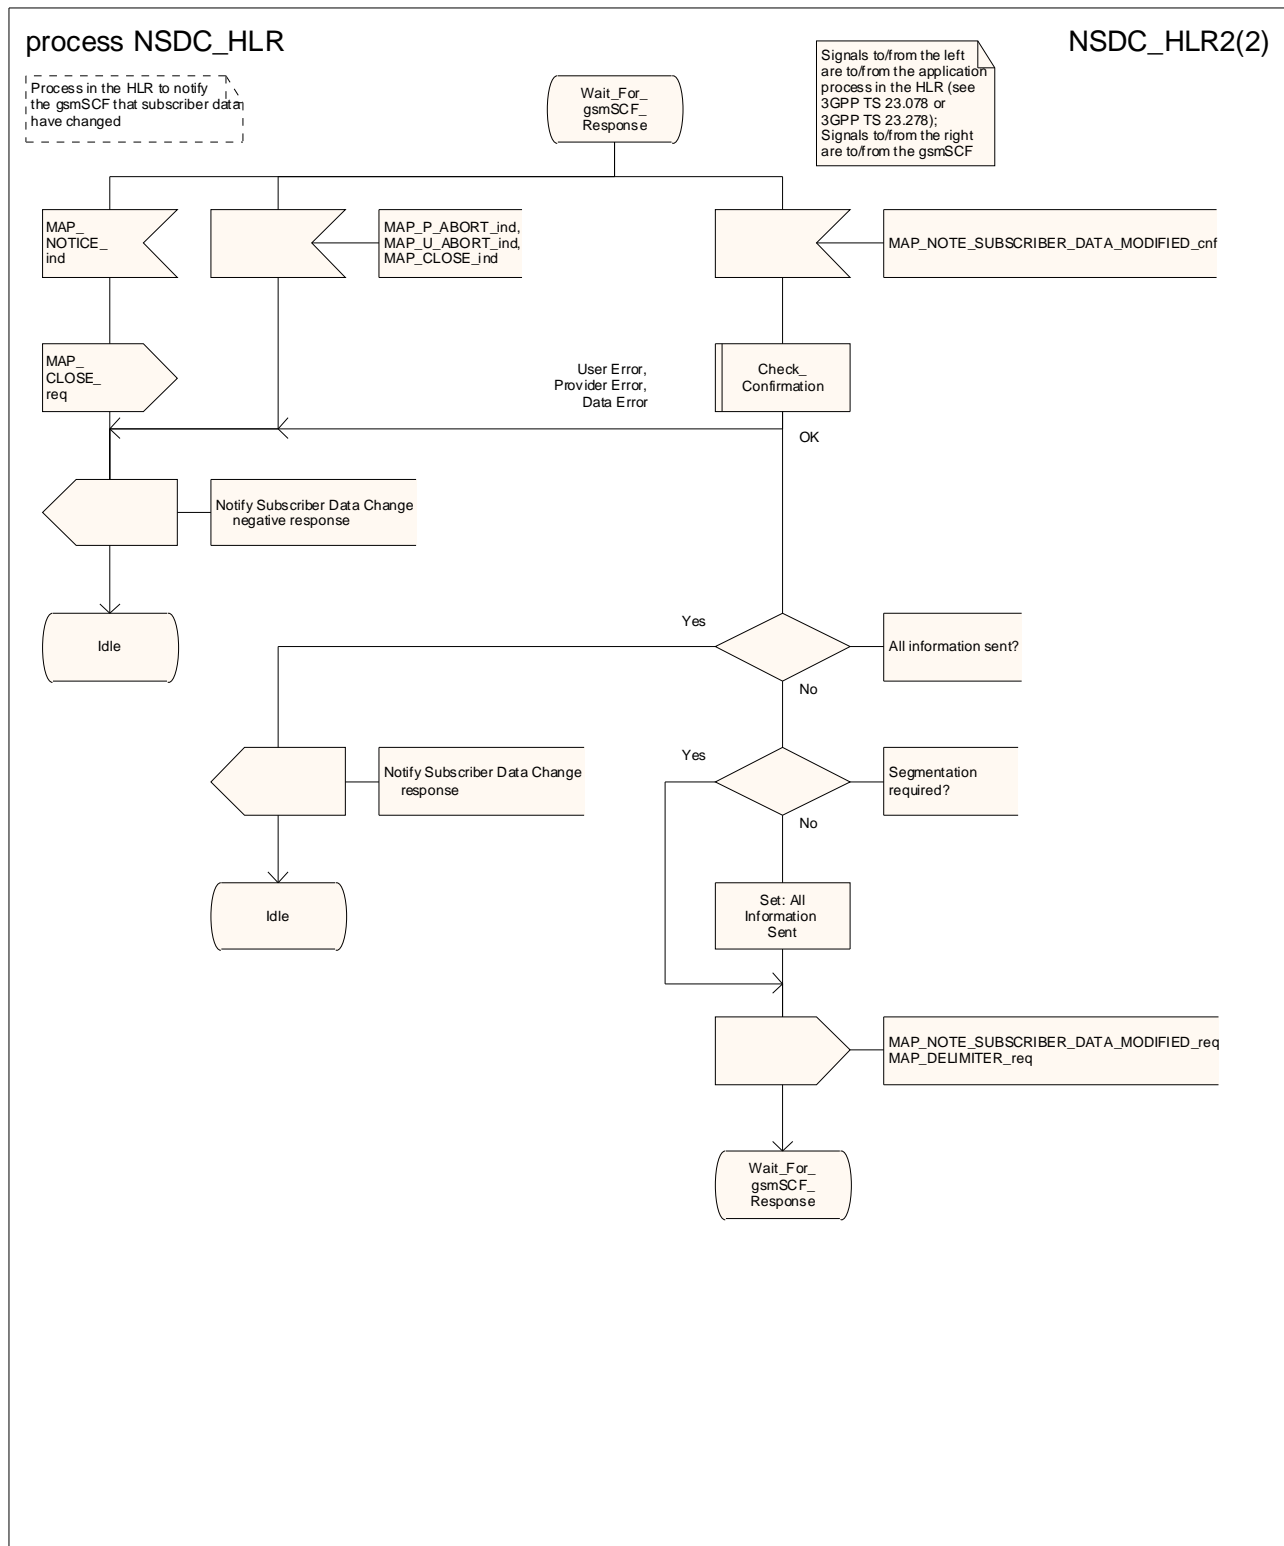 process NSDC_HLR
NSDC_HLR2(2)
Process in the HLR to notify
the gsmSCF that subscriber data
have changed
Wait_For_
gsmSCF_
Response
Signals to/from the left
are to/from the application
process in the HLR (see
3GPP TS 23.078 or
3GPP TS 23.278);
Signals to/from the right
are to/from the gsmSCF
MAP_
NOTICE_
ind
MAP_P_ABORT_ind,
MAP_U_ABORT_ind,
MAP_CLOSE_ind
MAP_NOTE_SUBSCRIBER_DATA_MODIFIED_cnf
MAP_
CLOSE_
req
User Error,
Provider Error,
Data Error
Check_
Confirmation
OK
Notify Subscriber Data Change
negative response
Idle
Yes
All information sent?
No
Notify Subscriber Data Change
response
Yes
Segmentation
required?
No
Idle
Set: All
Information
Sent
MAP_NOTE_SUBSCRIBER_DATA_MODIFIED_req
MAP_DELIMITER_req
Wait_For_
gsmSCF_
Response